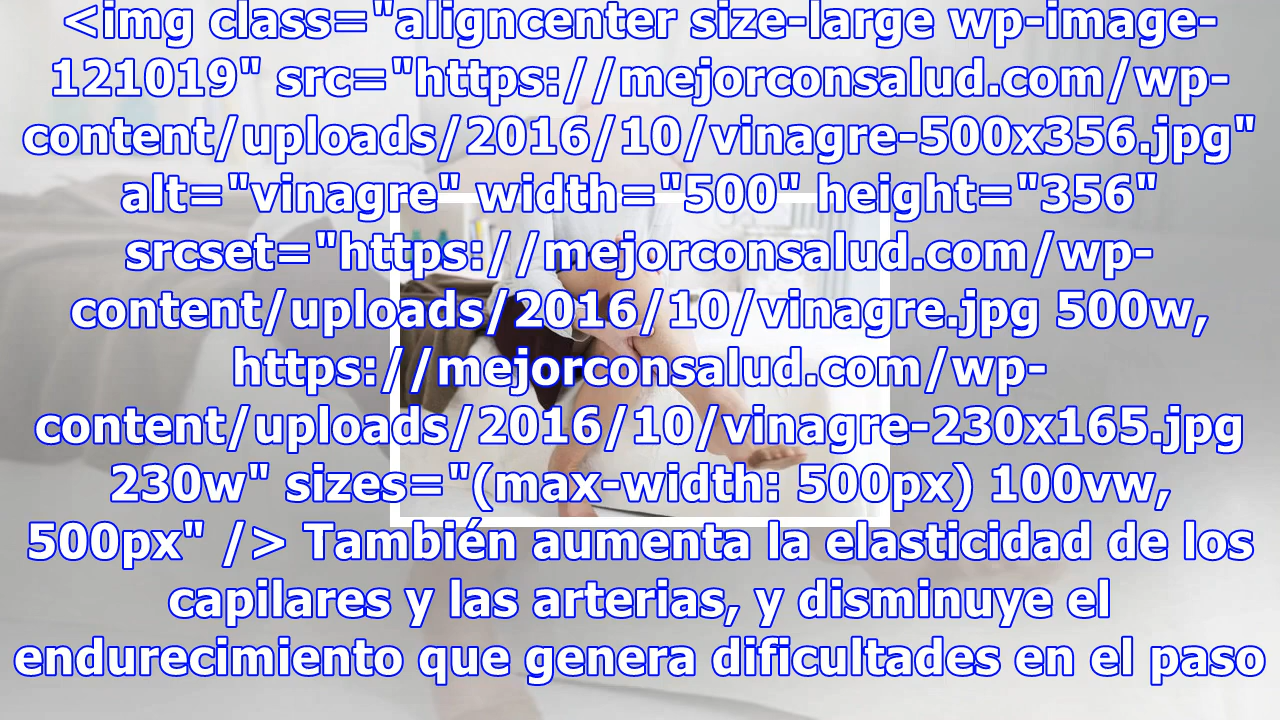 <img class="aligncenter size-large wp-image-
121019" src="https://mejorconsalud.com/wp-
content/uploads/2016/10/vinagre-500x356.jpg"
alt="vinagre" width="500" height="356"
srcset="https://mejorconsalud.com/wp-
content/uploads/2016/10/vinagre.jpg 500w,
https://mejorconsalud.com/wp-
content/uploads/2016/10/vinagre-230x165.jpg
230w" sizes="(max-width: 500px) 100vw,
500px" /> También aumenta la elasticidad de los
capilares y las arterias, y disminuye el
endurecimiento que genera dificultades en el paso